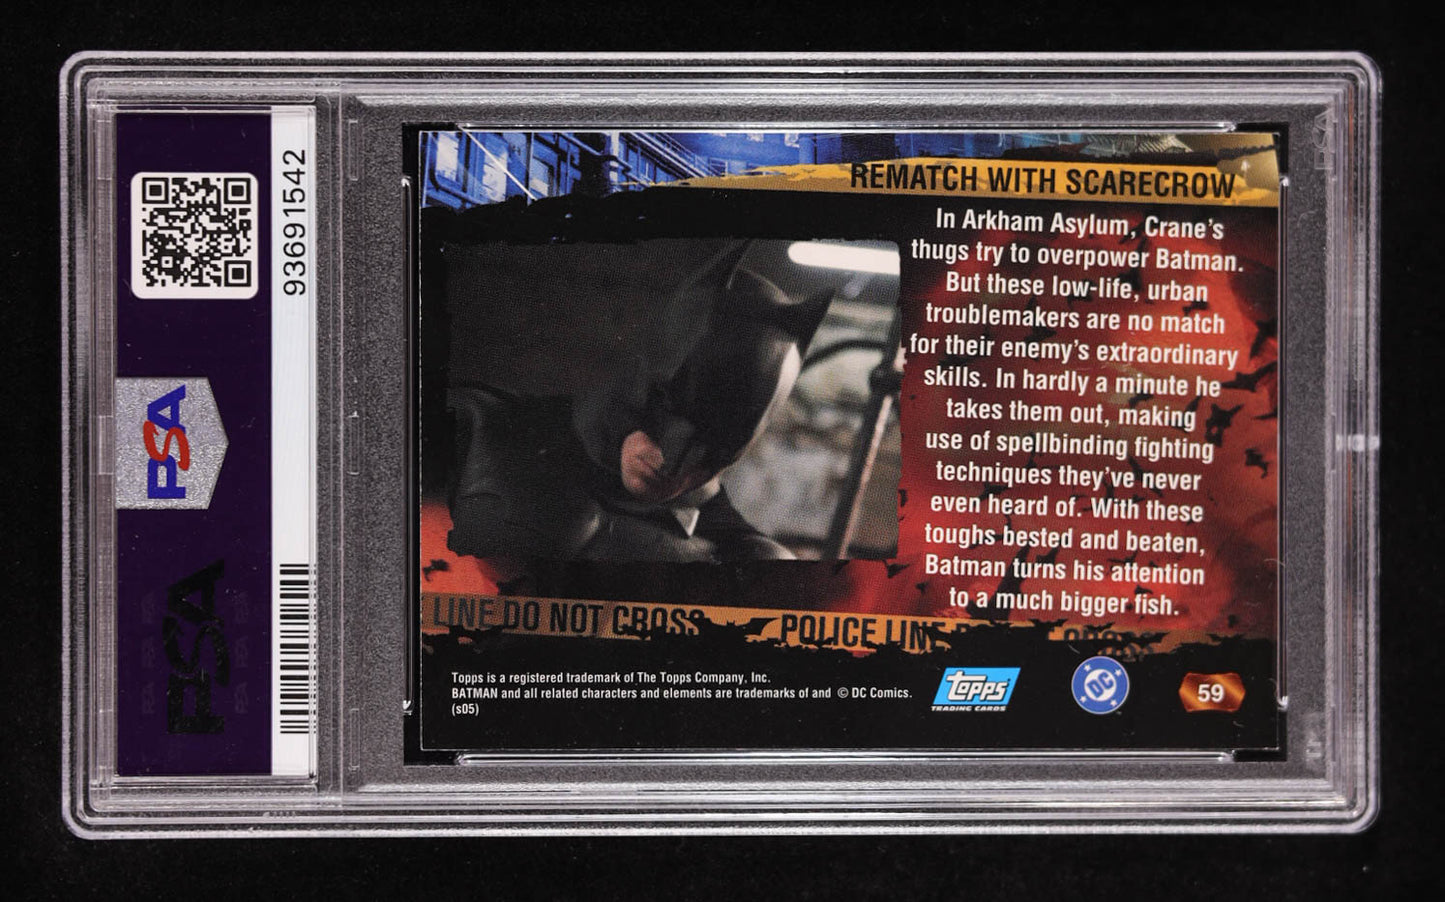 93691542
PSA
PSA
REMATCH WITH SCARECROW
In Arkham Asylum, Crane's
thugs try to overpower Batman.
But these low-life, urban
troublemakers are no match
for their enemy's extraordinary
skills. In hardly a minute he
takes them out, making
use of spellbinding fighting
techniques they've never
even heard of. With these
toughs bested and beaten,
Batman turns his attention
to a much bigger fish.
LINE DO NOT CROSS
POLICE LINE
Topps is a registered trademark of The Topps Company, Inc.
BATMAN and all related characters and elements are trademarks of and © DC Comics.
(s05)
topps
TRADING CARDS
DC
TM
59